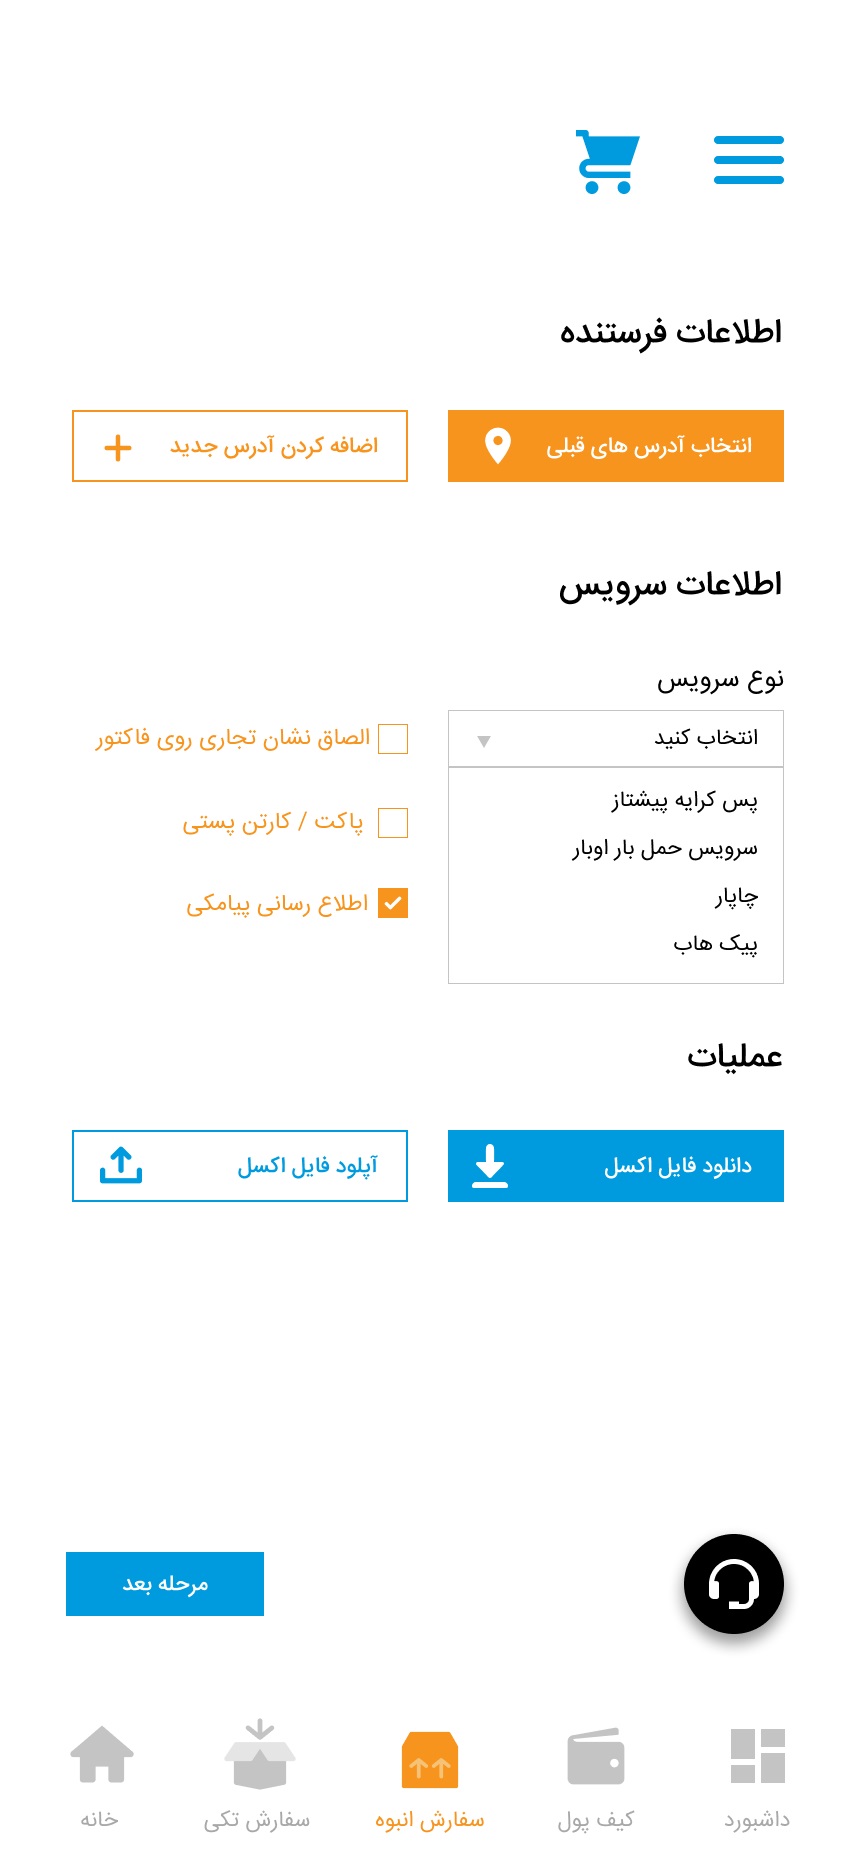 اطلاعات فرستنده
انتخاب آدرس های قبلی
اضافه کردن آدرس جدید
اطلاعات سرویس
نوع سرویس
انتخاب کنید
پس کرایه پیشتاز
سرویس حمل بار اوبار
چاپار
پیک هاب
الصاق نشان تجاری روی فاکتور
پاکت / کارتن پستی
اطلاع رسانی پیامکی
عملیات
دانلود فایل اکسل
آپلود فایل اکسل
مرحله بعد
داشبورد
کیف پول
سفارش انبوه
سفارش تکی
خانه